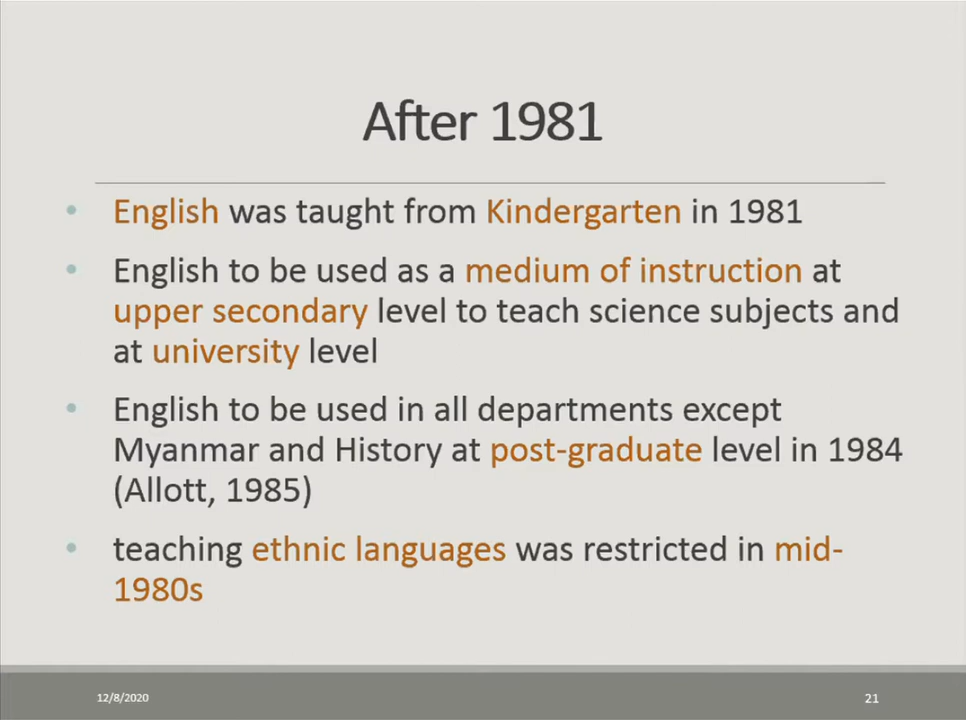 After 1981
• English was taught from Kindergarten in 1981
• English to be used as a medium of instruction at
upper secondary level to teach science subjects and
at university level
• English to be used in all departments except
Myanmar and History at post-graduate level in 1984
(Allott, 1985)
• teaching ethnic languages was restricted in mid-
1980s
12/8/2020
21